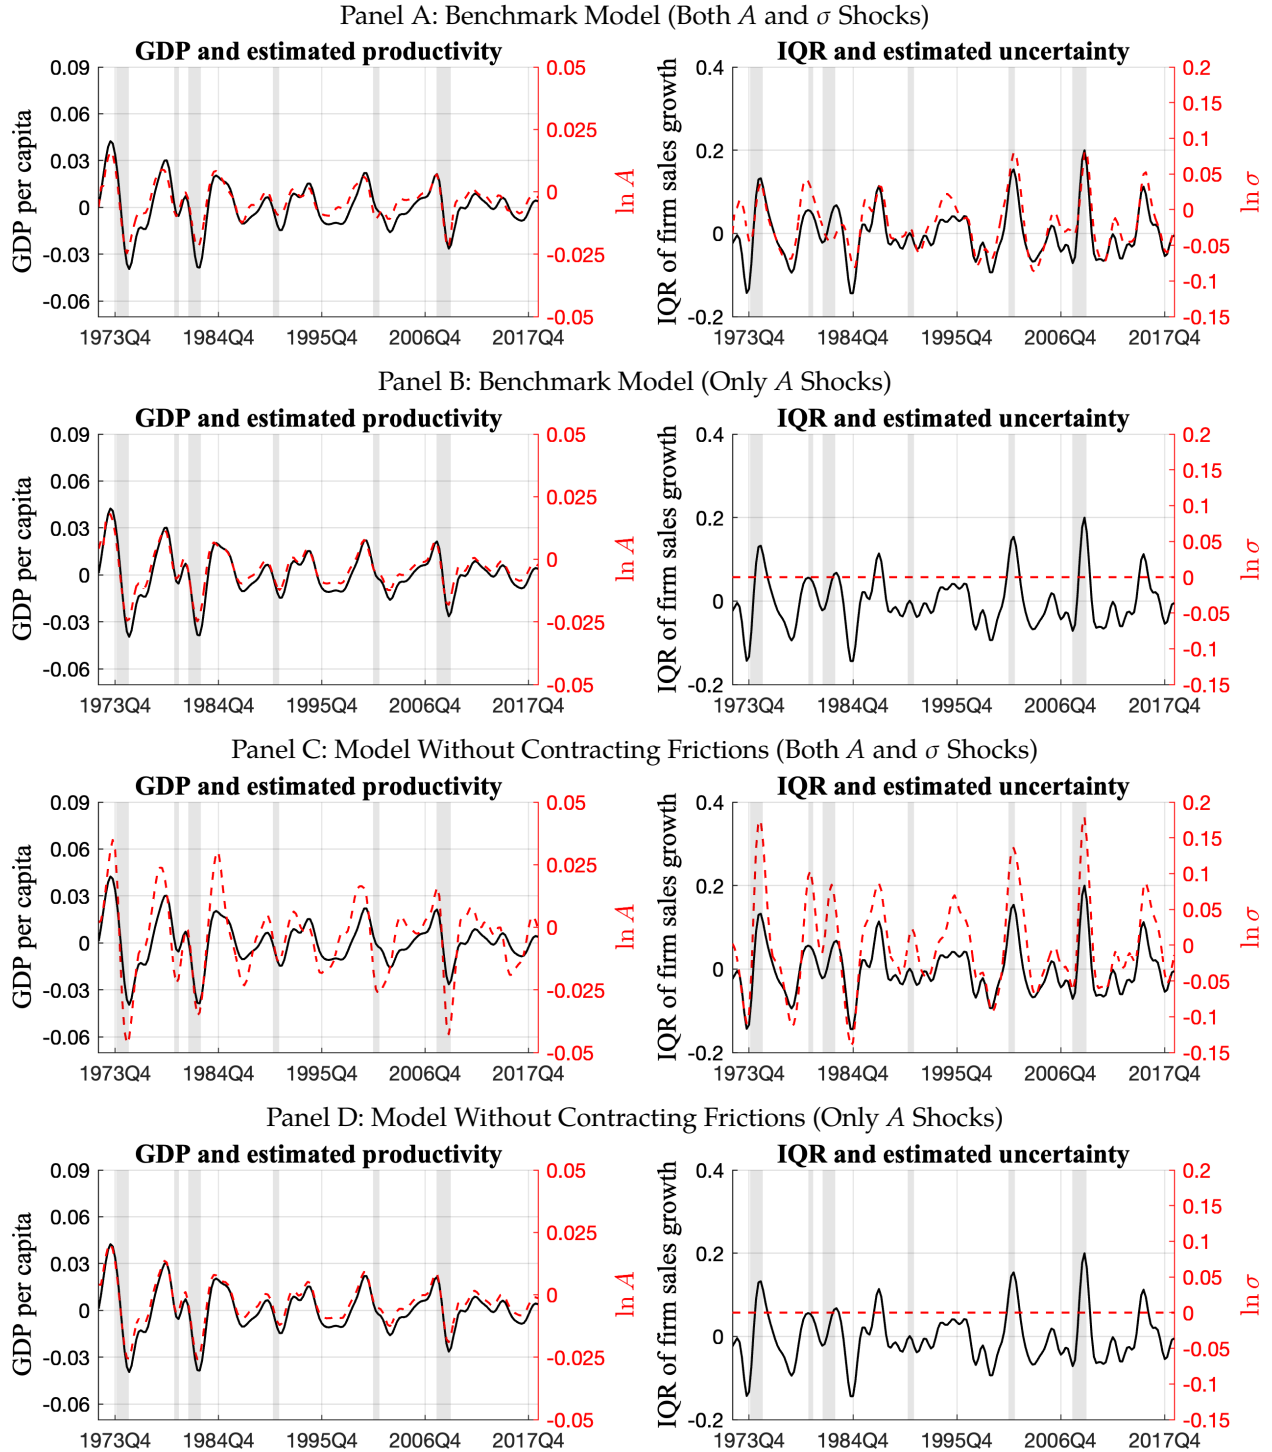 Panel A: Benchmark Model (Both A and σ Shocks)
GDP and estimated productivity
IQR and estimated uncertainty
GDP per capita
0.09
0.06
0.03
0
-0.03
-0.06
0.05
0.025
0
-0.025
-0.05
ln A
1973Q4 1984Q4 1995Q4 2006Q4 2017Q4
IQR of firm sales growth
0.4
0.2
0
-0.2
0.2
0.15
0.1
0.05
0
-0.05
-0.1
-0.15
ln σ
1973Q4 1984Q4 1995Q4 2006Q4 2017Q4
Panel B: Benchmark Model (Only A Shocks)
GDP and estimated productivity
IQR and estimated uncertainty
GDP per capita
0.09
0.06
0.03
0
-0.03
-0.06
0.05
0.025
0
-0.025
-0.05
ln A
1973Q4 1984Q4 1995Q4 2006Q4 2017Q4
IQR of firm sales growth
0.4
0.2
0
-0.2
0.2
0.15
0.1
0.05
0
-0.05
-0.1
-0.15
ln σ
1973Q4 1984Q4 1995Q4 2006Q4 2017Q4
Panel C: Model Without Contracting Frictions (Both A and σ Shocks)
GDP and estimated productivity
IQR and estimated uncertainty
GDP per capita
0.09
0.06
0.03
0
-0.03
-0.06
0.05
0.025
0
-0.025
-0.05
ln A
1973Q4 1984Q4 1995Q4 2006Q4 2017Q4
IQR of firm sales growth
0.4
0.2
0
-0.2
0.2
0.15
0.1
0.05
0
-0.05
-0.1
-0.15
ln σ
1973Q4 1984Q4 1995Q4 2006Q4 2017Q4
Panel D: Model Without Contracting Frictions (Only A Shocks)
GDP and estimated productivity
IQR and estimated uncertainty
GDP per capita
0.09
0.06
0.03
0
-0.03
-0.06
0.05
0.025
0
-0.025
-0.05
ln A
1973Q4 1984Q4 1995Q4 2006Q4 2017Q4
IQR of firm sales growth
0.4
0.2
0
-0.2
0.2
0.15
0.1
0.05
0
-0.05
-0.1
-0.15
ln σ
1973Q4 1984Q4 1995Q4 2006Q4 2017Q4